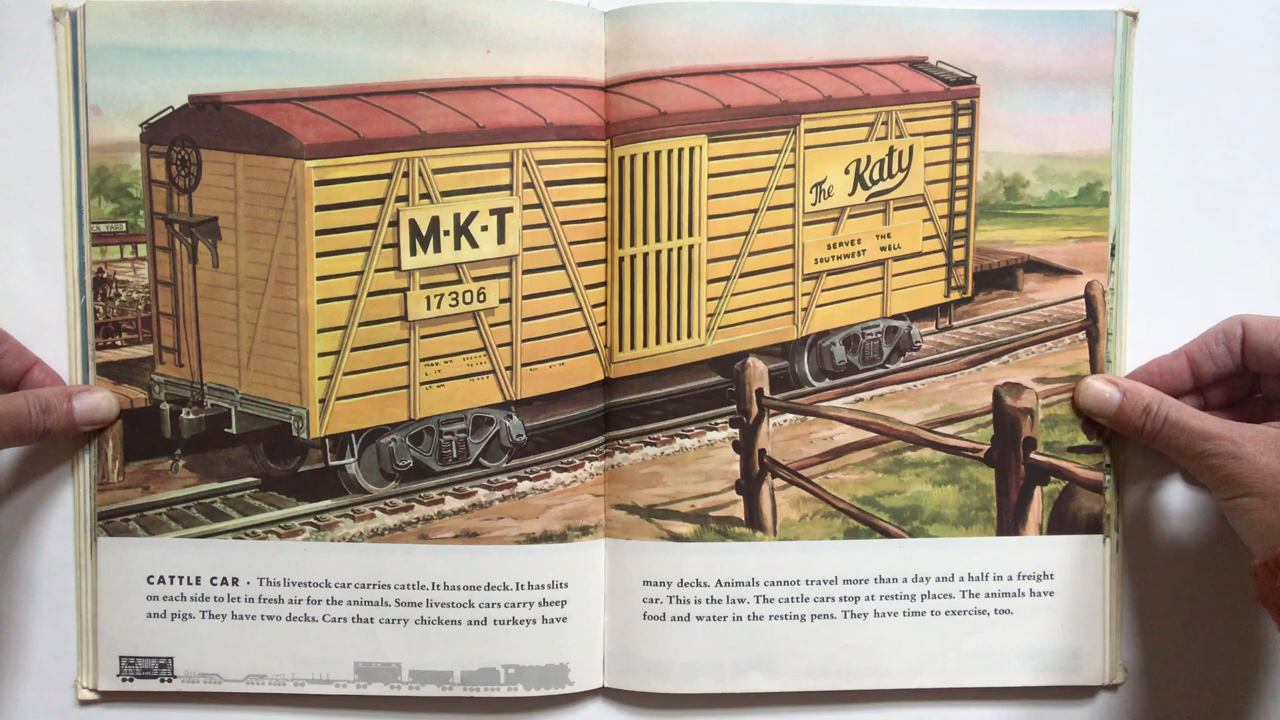 CK YARD
M·K·T
17306
The Katy
SERVES THE
SOUTHWEST WELL
CATTLE CAR · This livestock car carries cattle. It has one deck. It has slits
on each side to let in fresh air for the animals. Some livestock cars carry sheep
and pigs. They have two decks. Cars that carry chickens and turkeys have
many decks. Animals cannot travel more than a day and a half in a freight
car. This is the law. The cattle cars stop at resting places. The animals have
food and water in the resting pens. They have time to exercise, too.